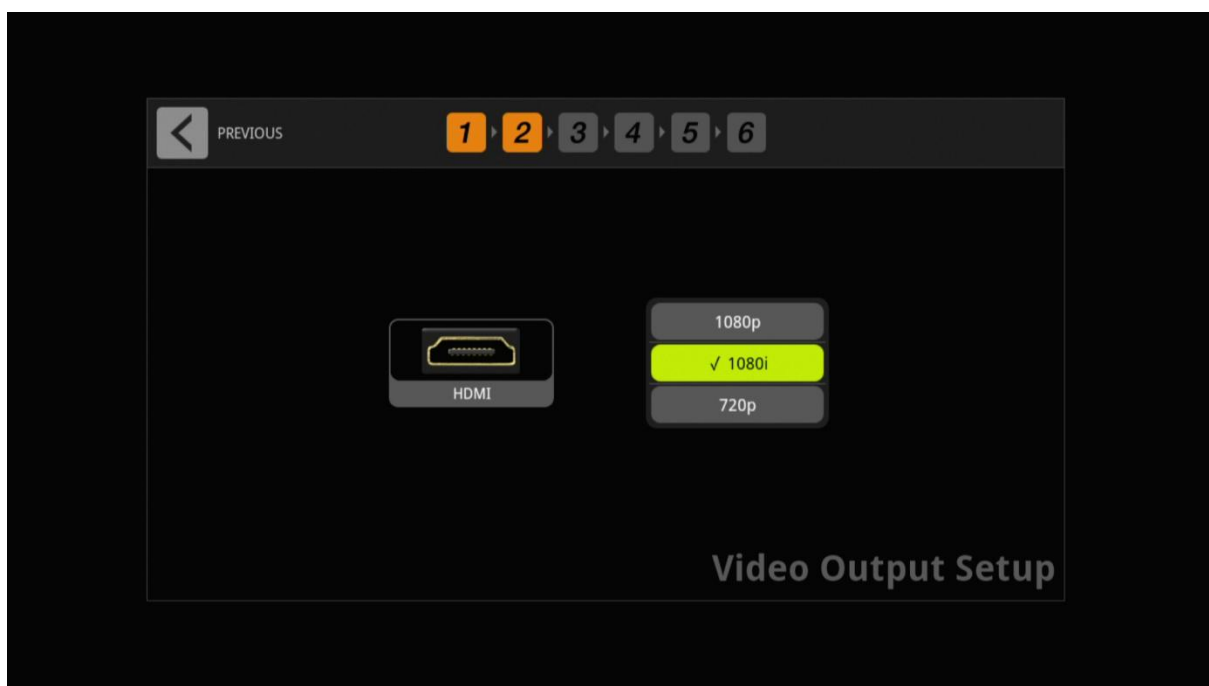 PREVIOUS 1 2 3 4 5 6
HDMI
1080p
√ 1080i
720p
Video Output Setup